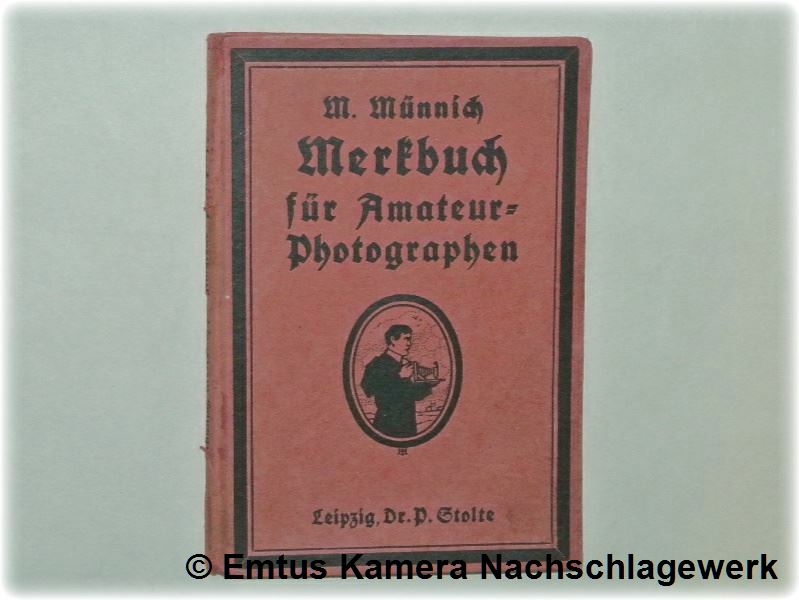 M. Münnich
Merkbuch
für Amateur=
Photographen
Leipzig, Dr. P. Stolte
© Emtus Kamera Nachschlagewerk